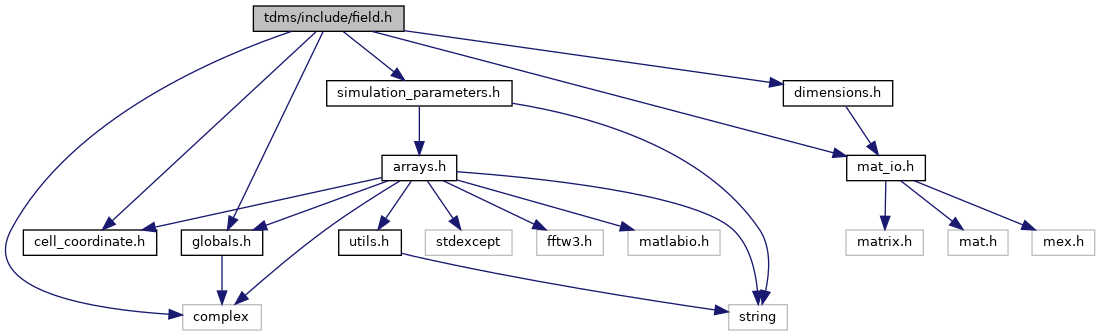 tdms/include/field.h
simulation_parameters.h
dimensions.h
arrays.h
mat_io.h
cell_coordinate.h
globals.h
utils.h
stdexcept
fftw3.h
matlabio.h
matrix.h
mat.h
mex.h
complex
string